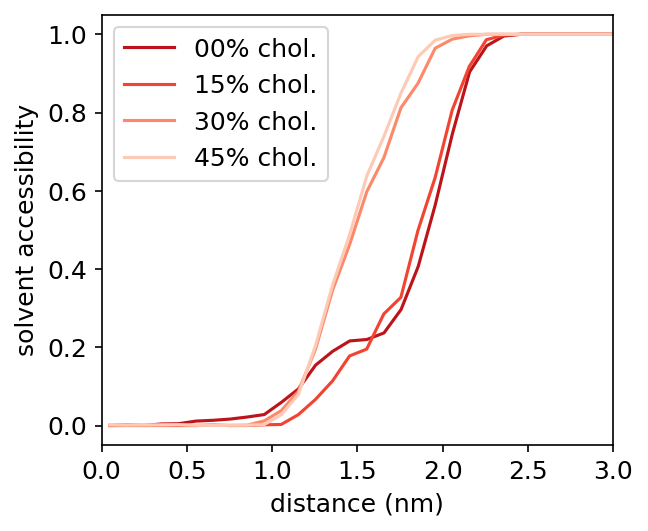 1.0
0.8
0.6
0.4
0.2
0.0
solvent accessibility
00% chol.
15% chol.
30% chol.
45% chol.
0.0 0.5 1.0 1.5 2.0 2.5 3.0
distance (nm)